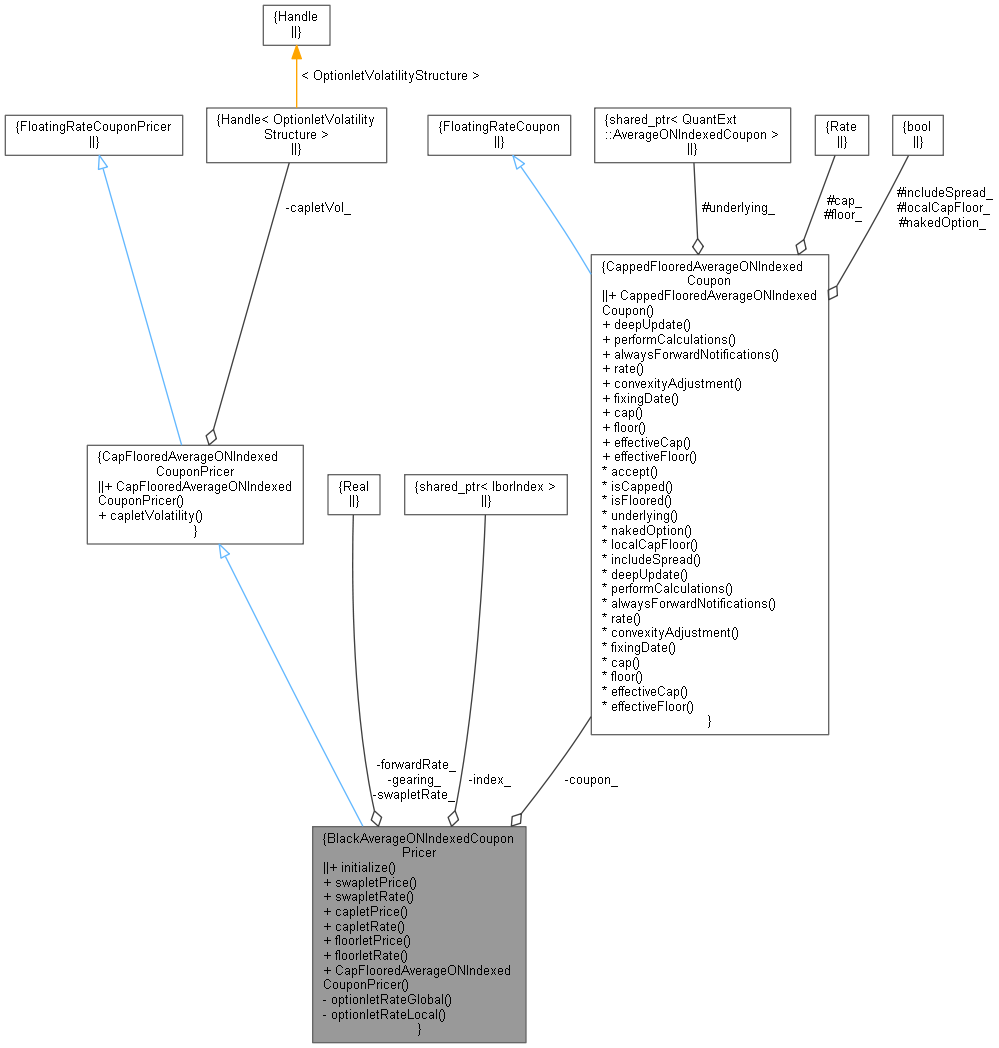 {Handle
||}
< OptionletVolatilityStructure >
{FloatingRateCouponPricer
||}
{Handle< OptionletVolatility
Structure >
||}
{FloatingRateCoupon
||}
{shared_ptr< QuantExt
::AverageONIndexedCoupon >
||}
{Rate
||}
{bool
||}
-capletVol_
#underlying_
#cap_
#floor_
#includeSpread_
#localCapFloor_
#nakedOption_
{CappedFlooredAverageONIndexed
Coupon
||+ CappedFlooredAverageONIndexed
Coupon()
+ deepUpdate()
+ performCalculations()
+ alwaysForwardNotifications()
+ rate()
+ convexityAdjustment()
+ fixingDate()
+ cap()
+ floor()
+ effectiveCap()
+ effectiveFloor()
* accept()
* isCapped()
* isFloored()
* underlying()
* nakedOption()
* localCapFloor()
* includeSpread()
* deepUpdate()
* performCalculations()
* alwaysForwardNotifications()
* rate()
* convexityAdjustment()
* fixingDate()
* cap()
* floor()
* effectiveCap()
* effectiveFloor()
}
{CapFlooredAverageONIndexed
CouponPricer
||+ CapFlooredAverageONIndexed
CouponPricer()
+ capletVolatility()
}
{Real
||}
{shared_ptr< IborIndex >
||}
-forwardRate_
-gearing_
-swapletRate_
-index_
-coupon_
{BlackAverageONIndexedCoupon
Pricer
||+ initialize()
+ swapletPrice()
+ swapletRate()
+ capletPrice()
+ capletRate()
+ floorletPrice()
+ floorletRate()
+ CapFlooredAverageONIndexed
CouponPricer()
- optionletRateGlobal()
- optionletRateLocal()
}